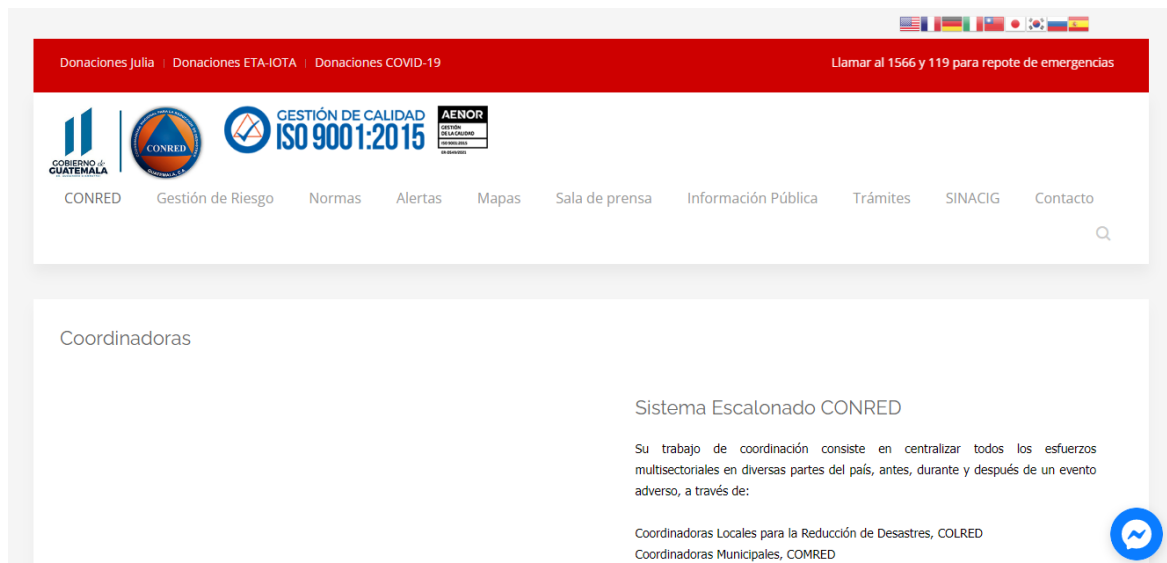 Donaciones Julia | Donaciones ETA-IOTA | Donaciones COVID-19
Llamar al 1566 y 119 para repote de emergencias
GOBIERNO de
GUATEMALA
CONRED
GESTIÓN DE CALIDAD
ISO 9001:2015
AENOR
GESTIÓN
DE LA CALIDAD
CONRED Gestión de Riesgo Normas Alertas Mapas Sala de prensa Información Pública Trámites SINACIG Contacto
Coordinadoras
Sistema Escalonado CONRED
Su trabajo de coordinación consiste en centralizar todos los esfuerzos
multisectoriales en diversas partes del país, antes, durante y después de un evento
adverso, a través de:
Coordinadoras Locales para la Reducción de Desastres, COLRED
Coordinadoras Municipales, COMRED